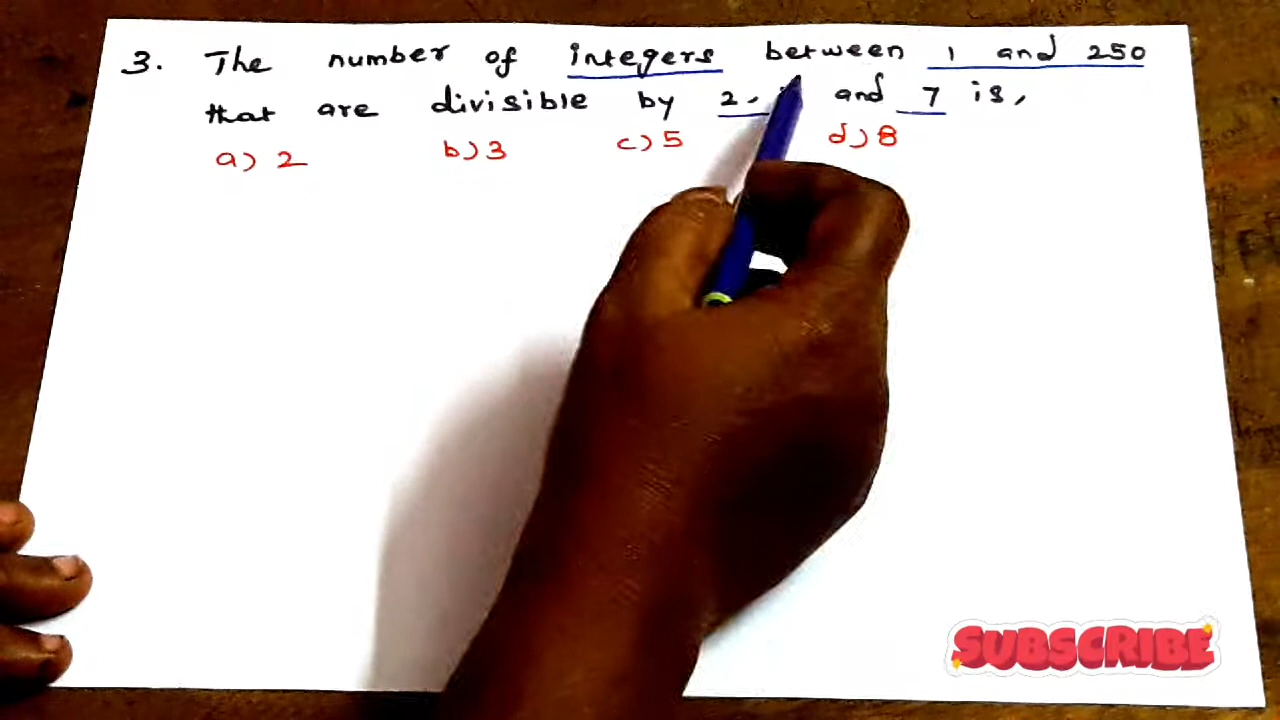 3. The number of integers between 1 and 250
that are divisible by 2, and 7 is,
a) 2 b) 3 c) 5 d) 8
SUBSCRIBE